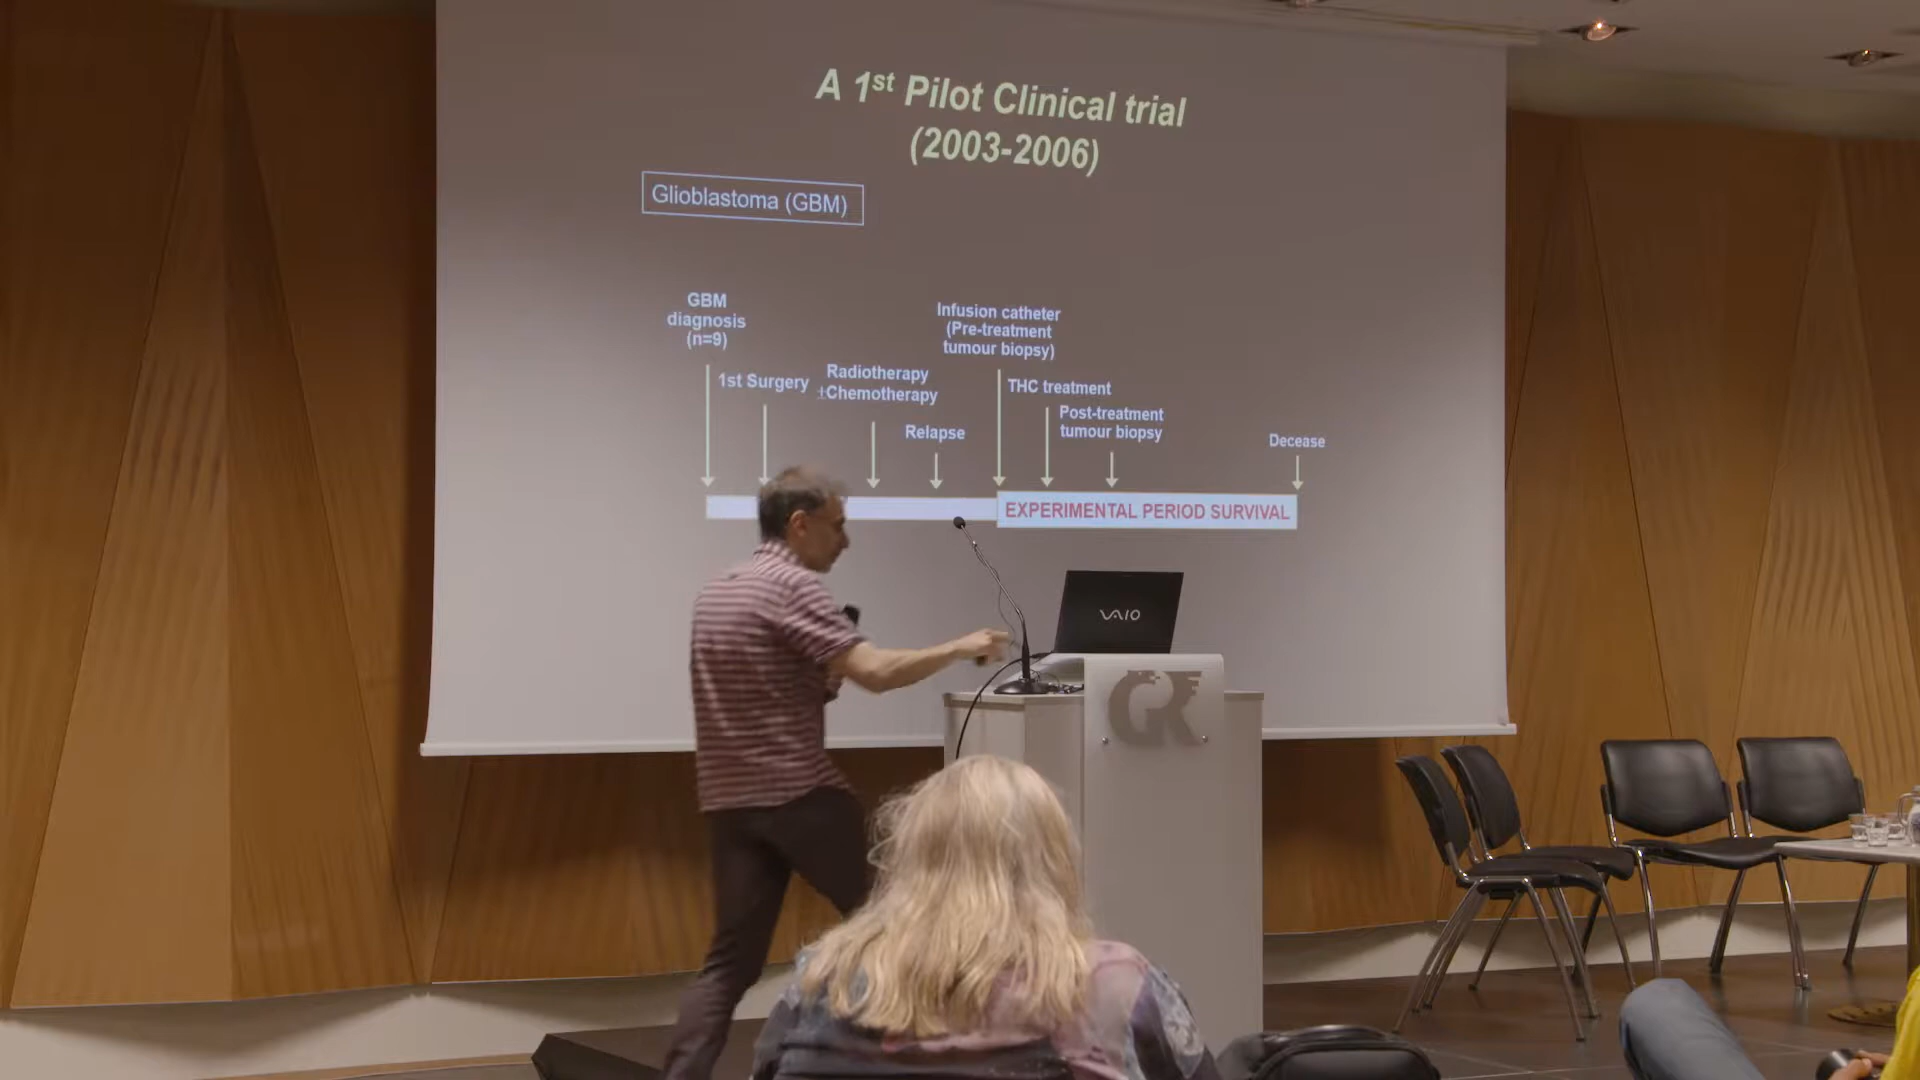 A 1st Pilot Clinical trial
(2003-2006)
Glioblastoma (GBM)
GBM
diagnosis
(n=9)
1st Surgery
Radiotherapy
±Chemotherapy
Relapse
Infusion catheter
(Pre-treatment
tumour biopsy)
THC treatment
Post-treatment
tumour biopsy
Decease
EXPERIMENTAL PERIOD SURVIVAL
VAIO
GR